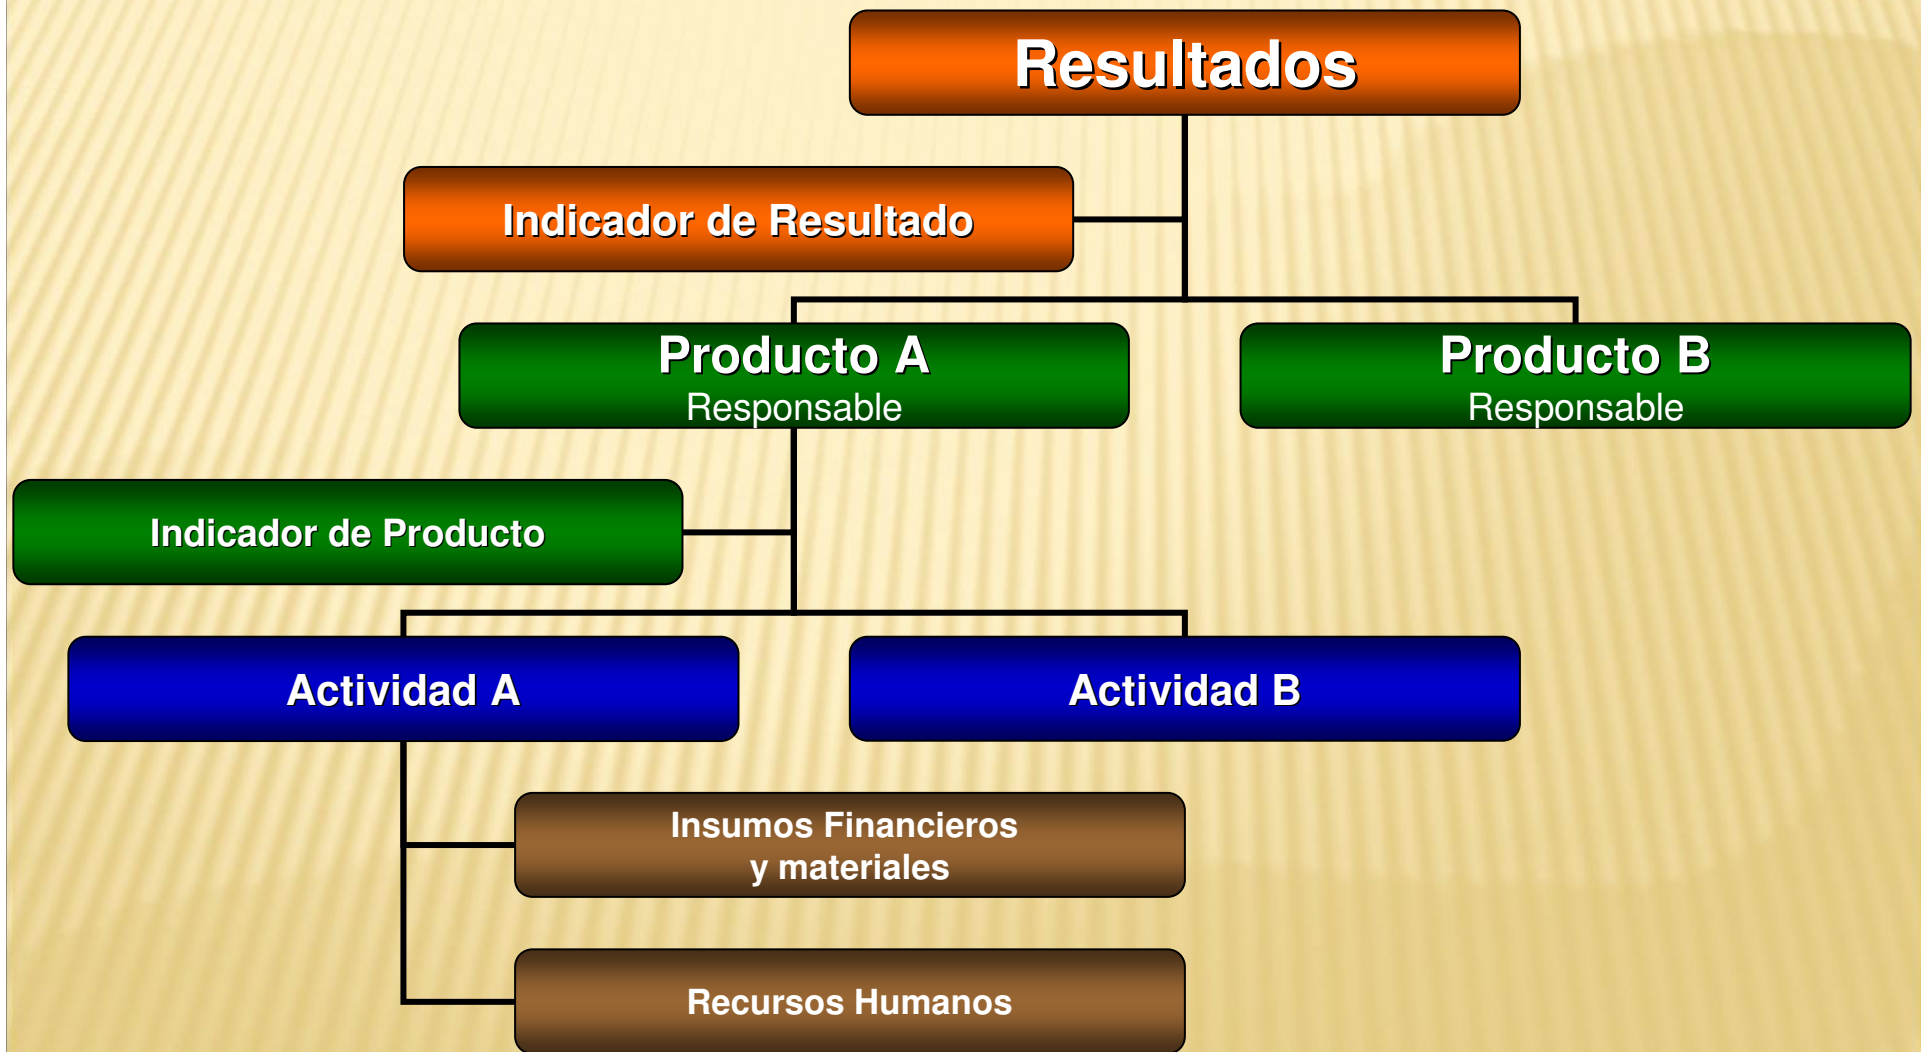 Resultados
Indicador de Resultado
Producto A
Responsable
Producto B
Responsable
Indicador de Producto
Actividad A
Actividad B
Insumos Financieros
y materiales
Recursos Humanos